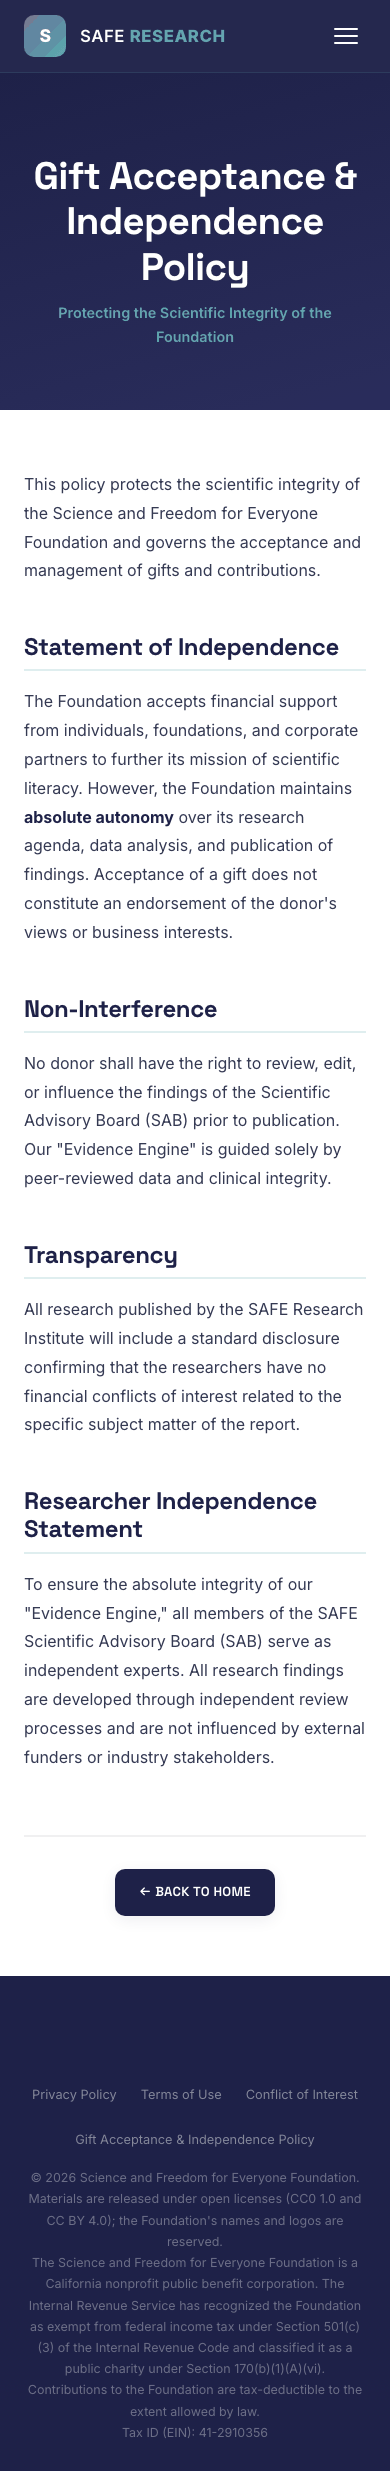 S SAFE RESEARCH
Gift Acceptance &
Independence
Policy
Protecting the Scientific Integrity of the
Foundation
This policy protects the scientific integrity of
the Science and Freedom for Everyone
Foundation and governs the acceptance and
management of gifts and contributions.
Statement of Independence
The Foundation accepts financial support
from individuals, foundations, and corporate
partners to further its mission of scientific
literacy. However, the Foundation maintains
absolute autonomy over its research
agenda, data analysis, and publication of
findings. Acceptance of a gift does not
constitute an endorsement of the donor's
views or business interests.
Non-Interference
No donor shall have the right to review, edit,
or influence the findings of the Scientific
Advisory Board (SAB) prior to publication.
Our "Evidence Engine" is guided solely by
peer-reviewed data and clinical integrity.
Transparency
All research published by the SAFE Research
Institute will include a standard disclosure
confirming that the researchers have no
financial conflicts of interest related to the
specific subject matter of the report.
Researcher Independence
Statement
To ensure the absolute integrity of our
"Evidence Engine," all members of the SAFE
Scientific Advisory Board (SAB) serve as
independent experts. All research findings
are developed through independent review
processes and are not influenced by external
funders or industry stakeholders.
← BACK TO HOME
Privacy Policy Terms of Use Conflict of Interest
Gift Acceptance & Independence Policy
© 2026 Science and Freedom for Everyone Foundation.
Materials are released under open licenses (CC0 1.0 and
CC BY 4.0); the Foundation's names and logos are
reserved.
The Science and Freedom for Everyone Foundation is a
California nonprofit public benefit corporation. The
Internal Revenue Service has recognized the Foundation
as exempt from federal income tax under Section 501(c)
(3) of the Internal Revenue Code and classified it as a
public charity under Section 170(b)(1)(A)(vi).
Contributions to the Foundation are tax-deductible to the
extent allowed by law.
Tax ID (EIN): 41-2910356